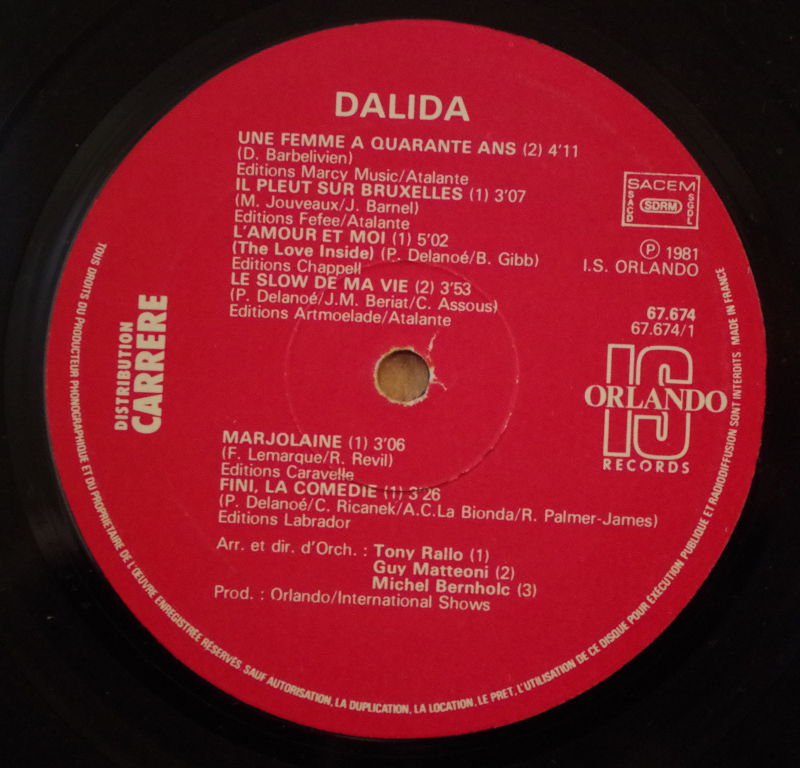 DALIDA
UNE FEMME A QUARANTE ANS (2) 4'11
(D. Barbelivien)
Editions Marcy Music/Atalante
IL PLEUT SUR BRUXELLES (1) 3'07
(M. Jouveaux/J. Barnel)
Editions Fefee/Atalante
L'AMOUR ET MOI (1) 5'02
(The Love Inside) (P. Delanoé/B. Gibb)
Editions Chappell
LE SLOW DE MA VIE (2) 3'53
(P. Delanoé/J.M. Beriat/C. Assous)
Editions Artmoelade/Atalante
SACEM
SACD
SDRM
SGDL
Ⓟ 1981
I.S. ORLANDO
67.674
67.674/1
IS
ORLANDO
RECORDS
DISTRIBUTION
CARRERE
MARJOLAINE (1) 3'06
(F. Lemarque/R. Revil)
Editions Caravelle
FINI, LA COMEDIE (1) 3'26
(P. Delanoé/C. Ricanek/A.C.La Bionda/R. Palmer-James)
Editions Labrador
Arr. et dir. d'Orch. : Tony Rallo (1)
Guy Matteoni (2)
Michel Bernholc (3)
Prod. : Orlando/International Shows
TOUS DROITS DU PRODUCTEUR PHONOGRAPHIQUE ET DU PROPRIETAIRE DE L'ŒUVRE ENREGISTRÉE RÉSERVÉS SAUF AUTORISATION, LA DUPLICATION, LA LOCATION, LE PRET, L'UTILISATION DE CE DISQUE POUR EXÉCUTION PUBLIQUE ET RADIODIFFUSION SONT INTERDITS MADE IN FRANCE